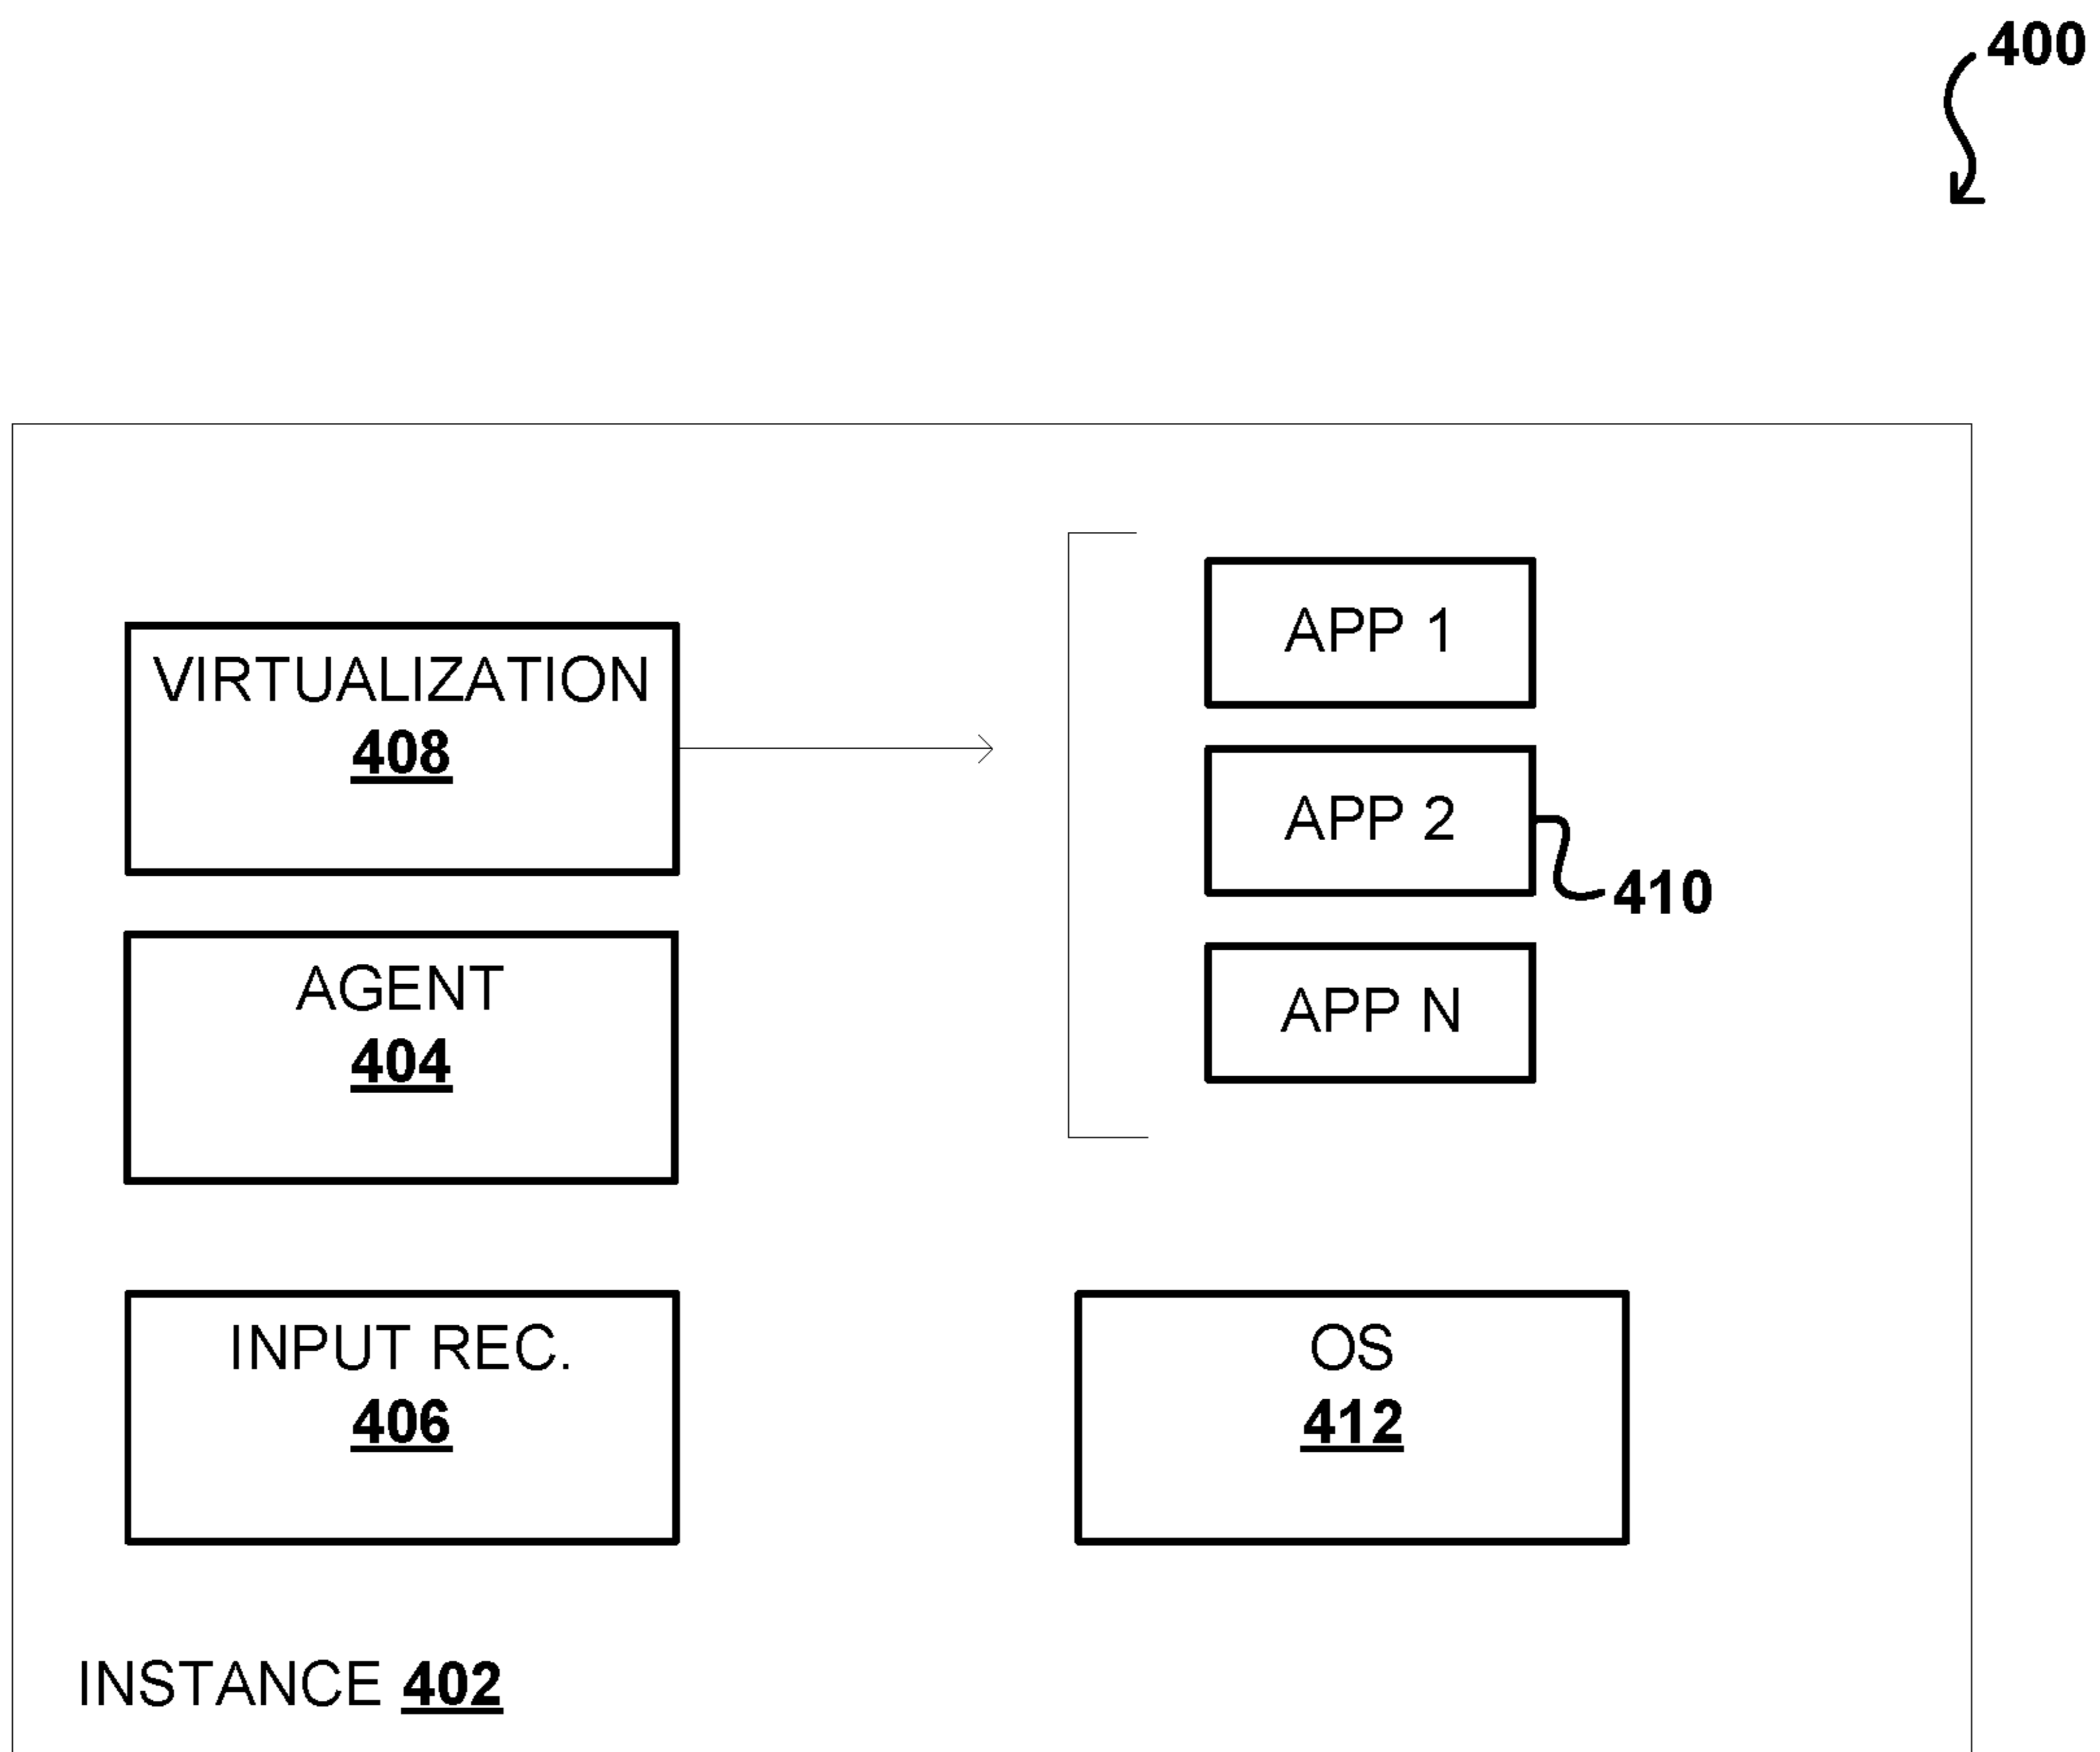 400
VIRTUALIZATION
408
APP 1
APP 2
410
AGENT
404
APP N
INPUT REC.
406
OS
412
INSTANCE 402